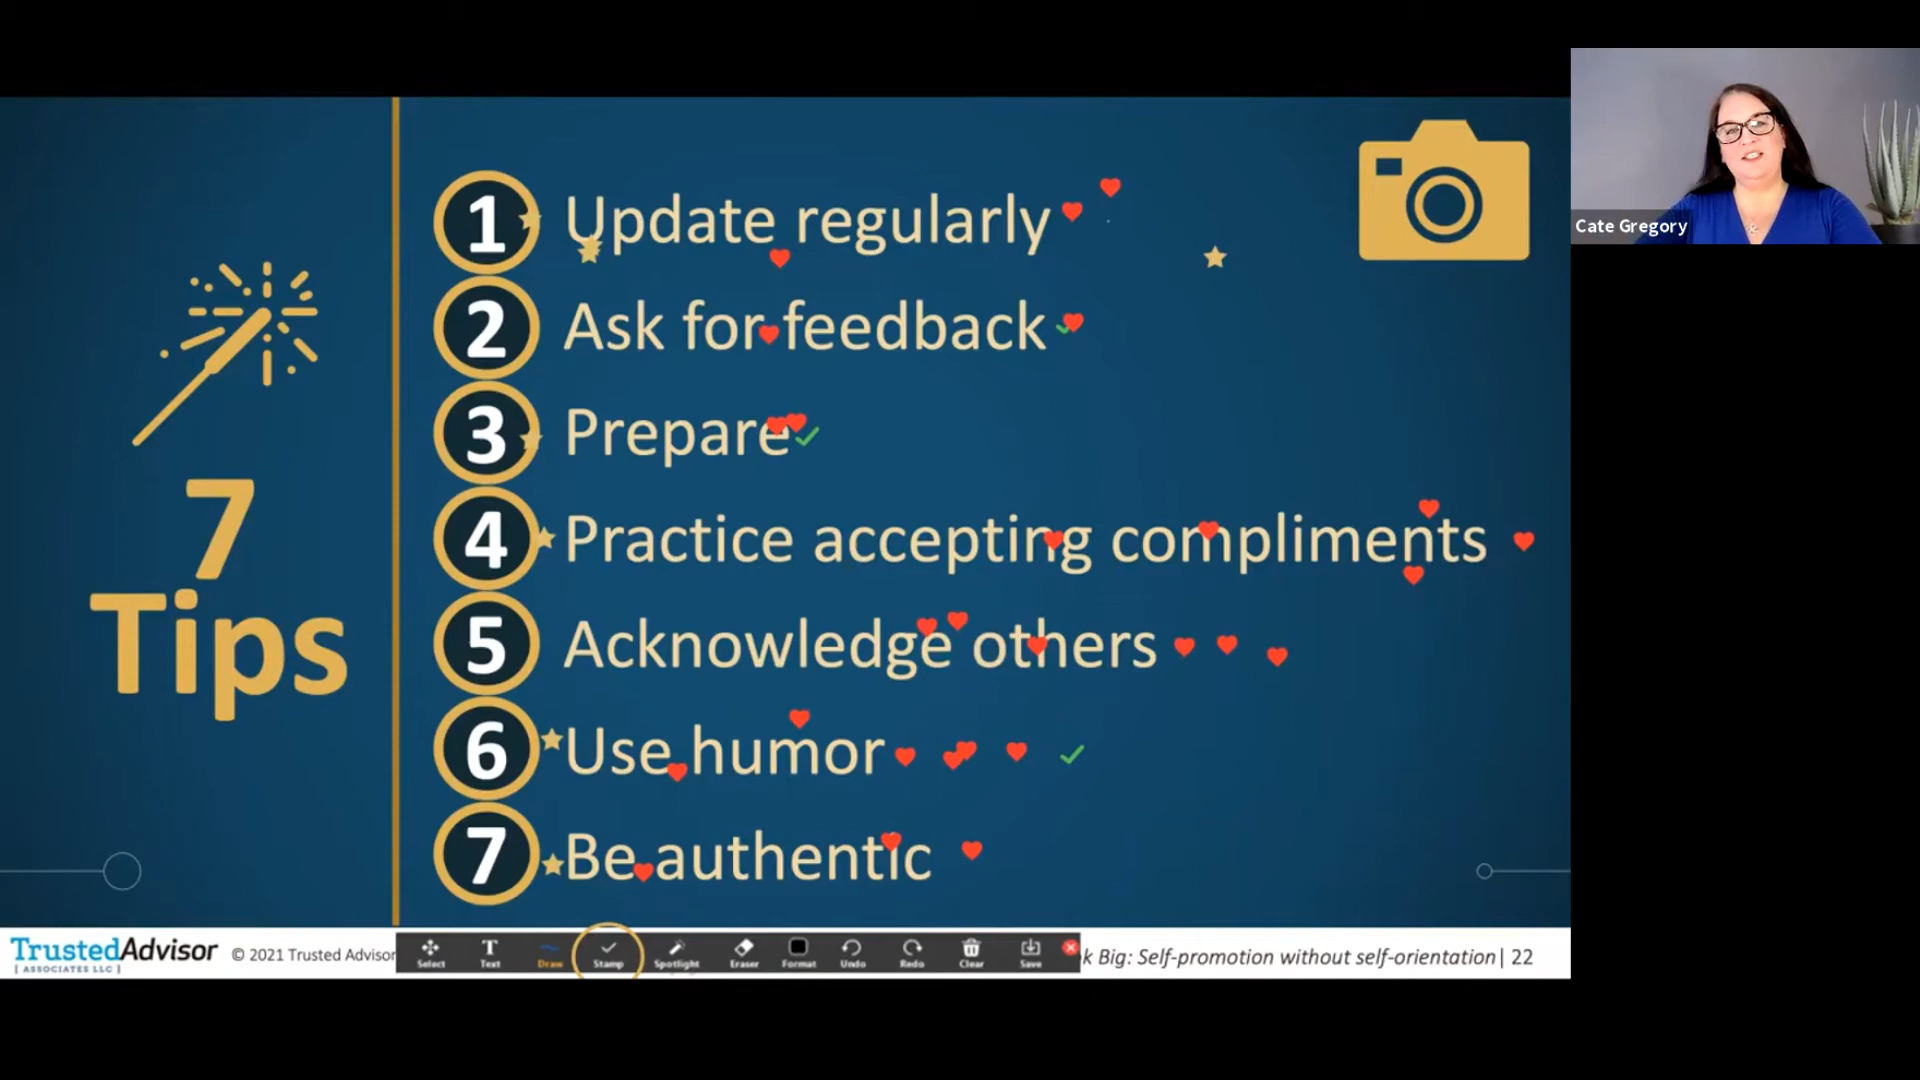 Cate Gregory
7
Tips
1 Update regularly
2 Ask for feedback
3 Prepare
4 Practice accepting compliments
5 Acknowledge others
6 Use humor
7 Be authentic
TrustedAdvisor
ASSOCIATES LLC
© 2021 Trusted Advisor
Select Text Draw Stamp Spotlight Eraser Format Undo Redo Clear Save
Big: Self-promotion without self-orientation | 22